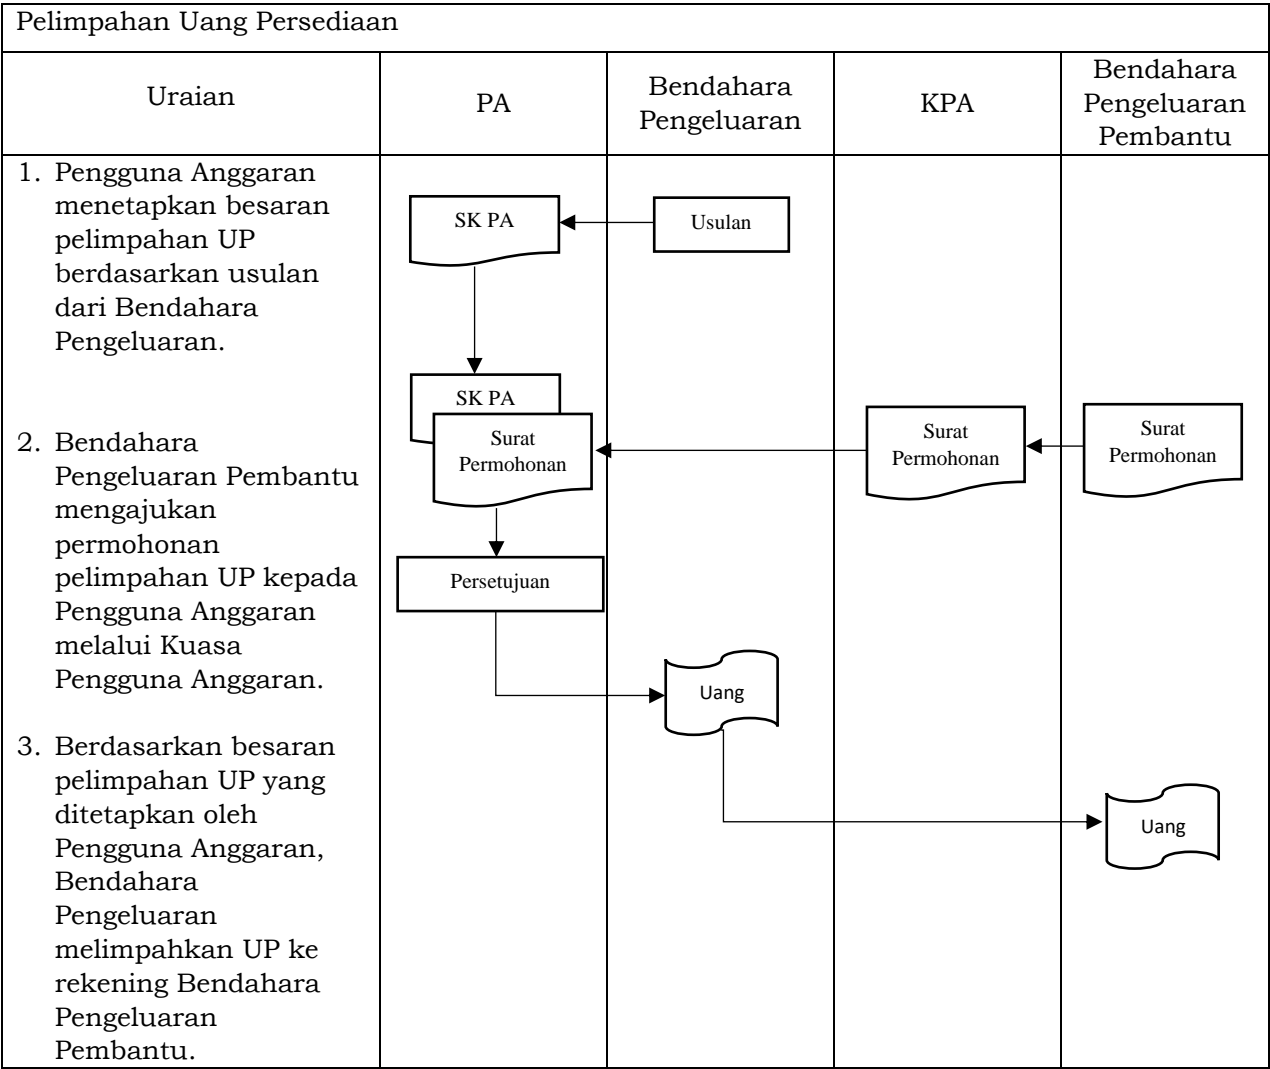 Pelimpahan Uang Persediaan
Uraian
PA
Bendahara
Pengeluaran
KPA
Bendahara
Pengeluaran
Pembantu
1. Pengguna Anggaran
menetapkan besaran
pelimpahan UP
berdasarkan usulan
dari Bendahara
Pengeluaran.
SK PA
Usulan
2. Bendahara
Pengeluaran Pembantu
mengajukan
permohonan
pelimpahan UP kepada
Pengguna Anggaran
melalui Kuasa
Pengguna Anggaran.
SK PA
Surat
Permohonan
Surat
Permohonan
Surat
Permohonan
Persetujuan
Uang
3. Berdasarkan besaran
pelimpahan UP yang
ditetapkan oleh
Pengguna Anggaran,
Bendahara
Pengeluaran
melimpahkan UP ke
rekening Bendahara
Pengeluaran
Pembantu.
Uang